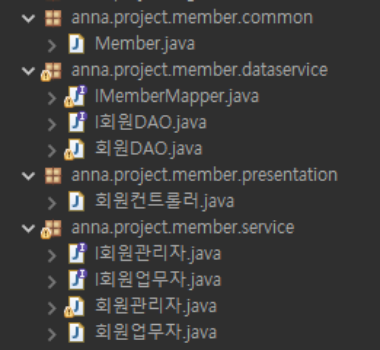 anna.project.member.common
Member.java
anna.project.member.dataservice
IMemberMapper.java
I회원DAO.java
회원DAO.java
anna.project.member.presentation
회원컨트롤러.java
anna.project.member.service
I회원관리자.java
I회원업무자.java
회원관리자.java
회원업무자.java